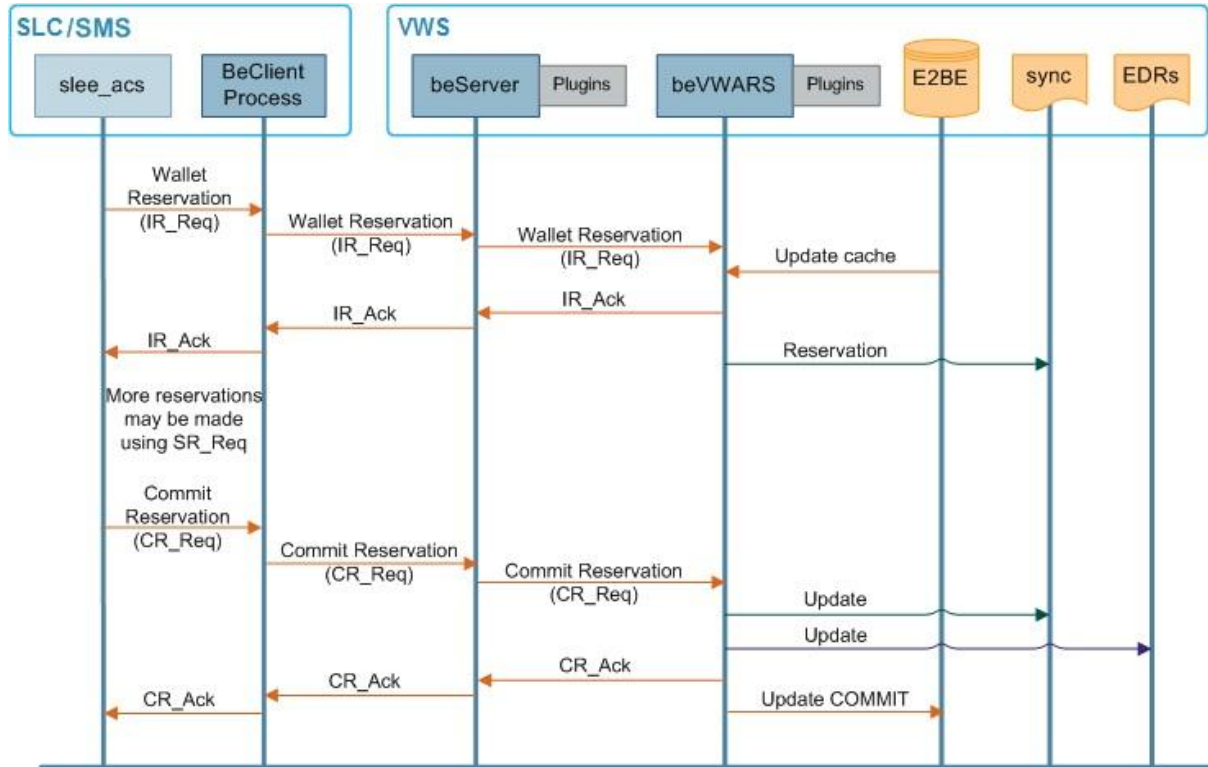 SLC/SMS
VWS
slee_acs
BeClient
Process
beServer
Plugins
beVWARS
Plugins
E2BE
sync
EDRs
Wallet
Reservation
(IR_Req)
Wallet Reservation
(IR_Req)
Wallet Reservation
(IR_Req)
Update cache
IR_Ack
IR_Ack
IR_Ack
Reservation
More reservations
may be made
using SR_Req
Commit
Reservation
(CR_Req)
Commit Reservation
(CR_Req)
Commit Reservation
(CR_Req)
Update
Update
CR_Ack
CR_Ack
CR_Ack
Update COMMIT